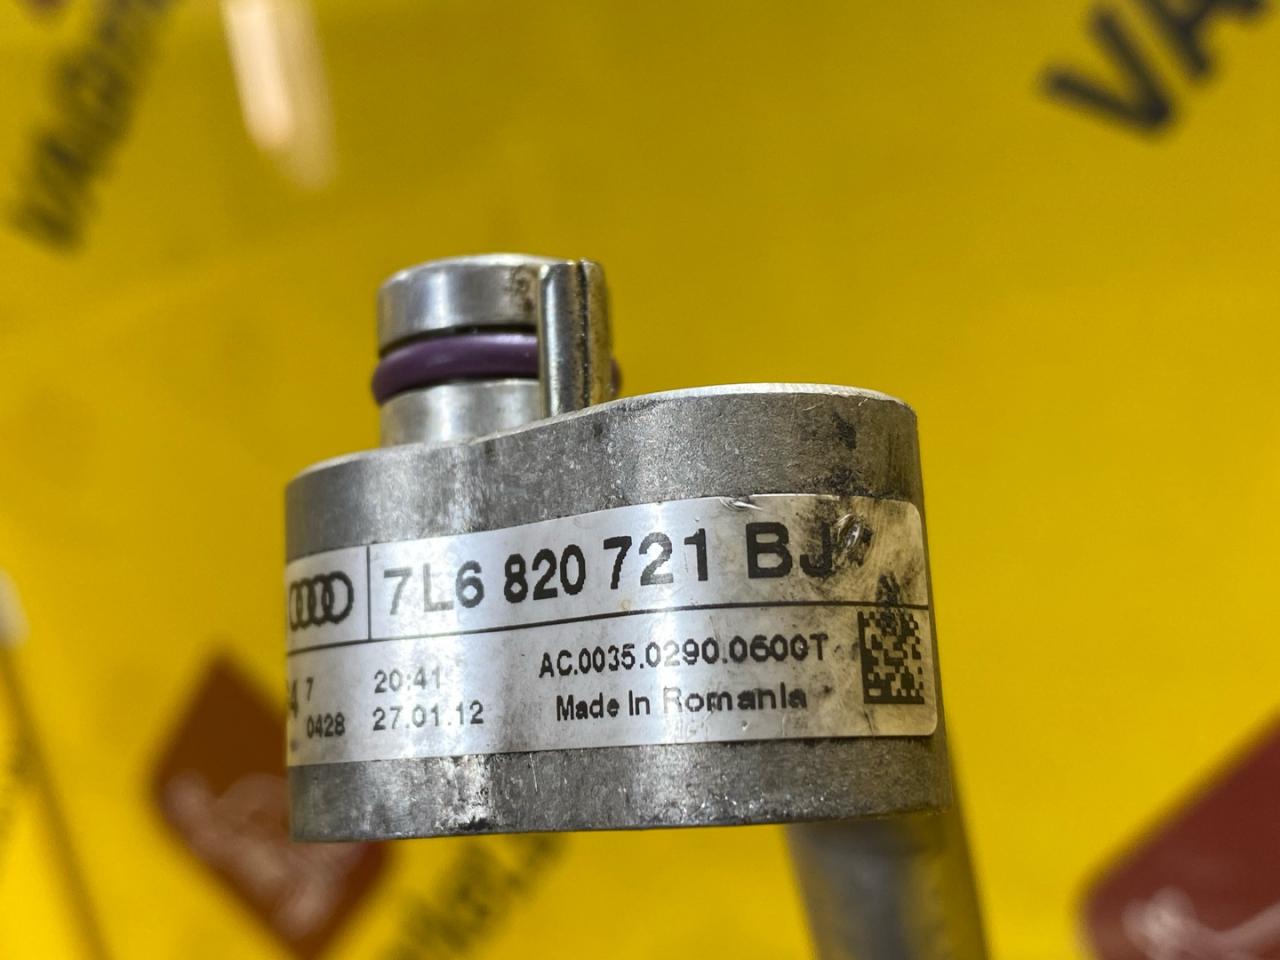 7L6 820 721 BJ
7 20:41 AC.0035.0290.0600T
0428 27.01.12 Made In Romania